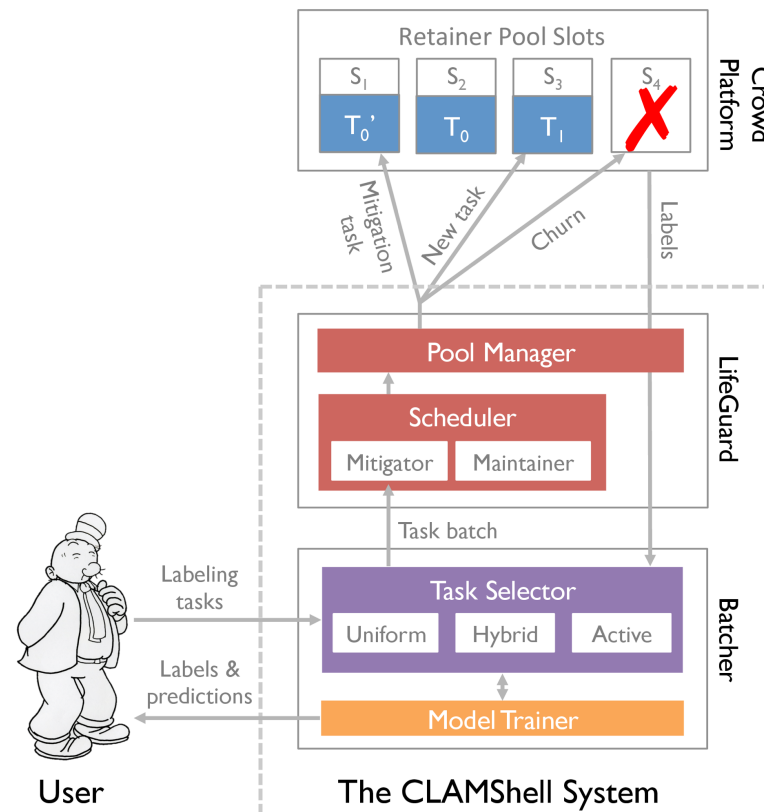 Retainer Pool Slots
S1 S2 S3 S4
T0' T0 T1
Crowd
Platform
Mitigation
task
New task
Churn
Labels
Pool Manager
Scheduler
Mitigator Maintainer
LifeGuard
Task batch
Labeling
tasks
Task Selector
Uniform Hybrid Active
Batcher
Labels &
predictions
Model Trainer
User
The CLAMShell System